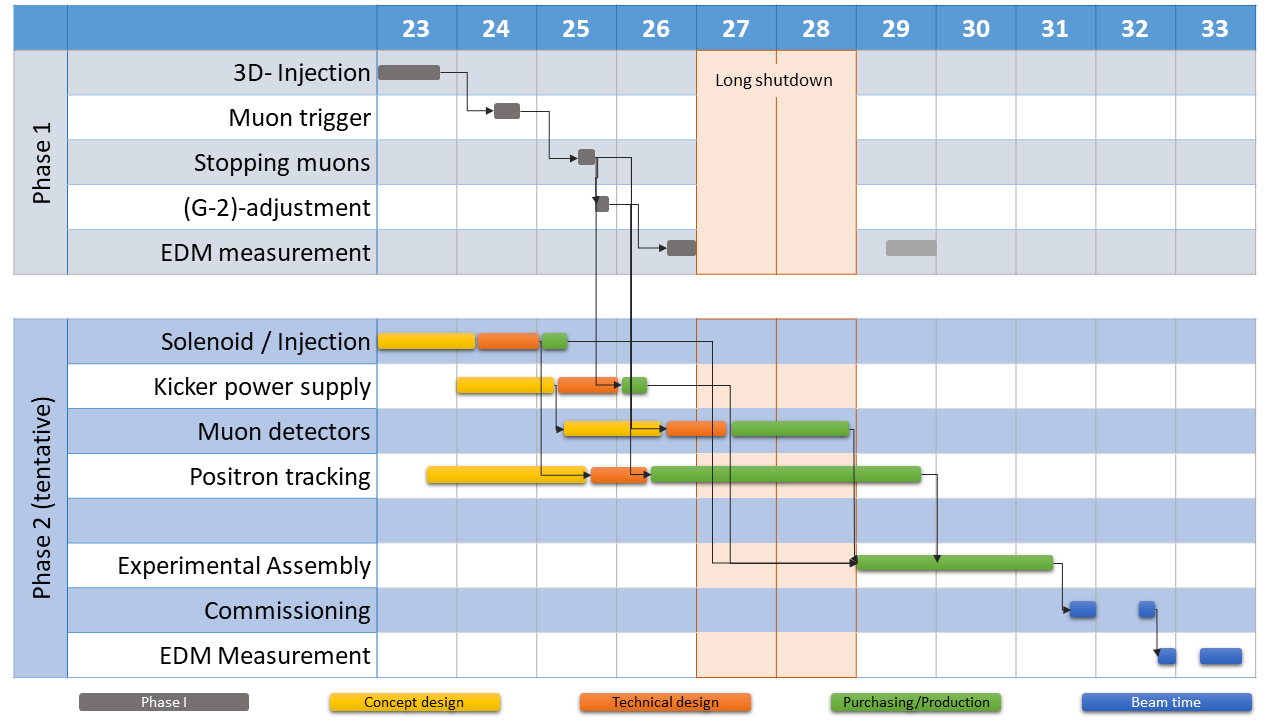 23 24 25 26 27 28 29 30 31 32 33
Phase 1
3D- Injection
Long shutdown
Muon trigger
Stopping muons
(G-2)-adjustment
EDM measurement
Phase 2 (tentative)
Solenoid / Injection
Kicker power supply
Muon detectors
Positron tracking
Experimental Assembly
Commissioning
EDM Measurement
Phase I Concept design Technical design Purchasing/Production Beam time